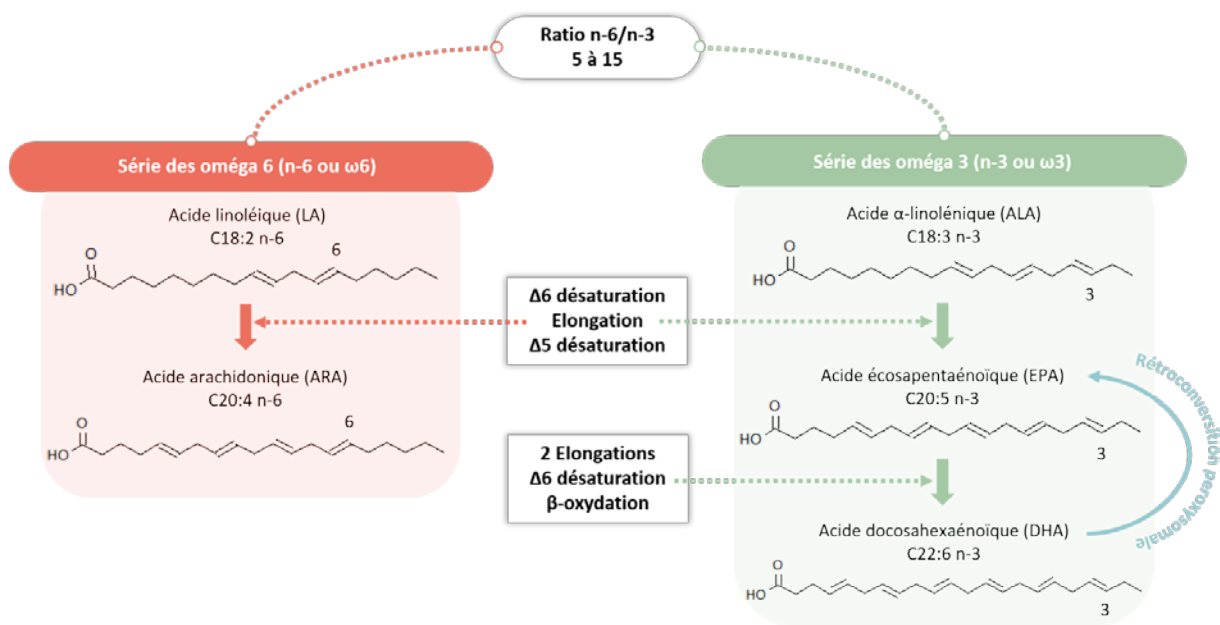 Ratio n-6/n-3
5 à 15
Série des oméga 6 (n-6 ou ω6)
Acide linoléique (LA)
C18:2 n-6
6
O
HO
Acide arachidonique (ARA)
C20:4 n-6
6
O
HO
Δ6 désaturation
Elongation
Δ5 désaturation
2 Elongations
Δ6 désaturation
β-oxydation
Série des oméga 3 (n-3 ou ω3)
Acide α-linolénique (ALA)
C18:3 n-3
O
HO
3
Acide écosapentaénoïque (EPA)
C20:5 n-3
O
HO
3
Acide docosahexaénoïque (DHA)
C22:6 n-3
O
HO
3
Rétroconversition peroxysomale